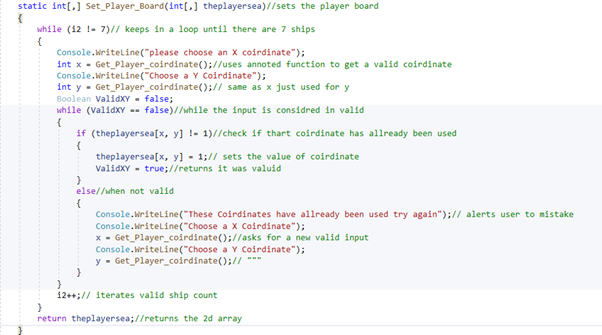 static int[,] Set_Player_Board(int[,] theplayersea)//sets the player board
{
while (i2 != 7)// keeps in a loop until there are 7 ships
{
Console.WriteLine("please choose an X coirdinate");
int x = Get_Player_coirdinate();//uses annoted function to get a valid coirdinate
Console.WriteLine("Choose a Y Coirdinate");
int y = Get_Player_coirdinate();// same as x just used for y
Boolean ValidXY = false;
while (ValidXY == false)//while the input is considred in valid
{
if (theplayersea[x, y] != 1)//check if thart coirdinate has allready been used
{
theplayersea[x, y] = 1;// sets the value of coirdinate
ValidXY = true;//returns it was valuid
}
else//when not valid
{
Console.WriteLine("These Coirdinates have allready been used try again");// alerts user to mistake
Console.WriteLine("Choose a X Coirdinate");
x = Get_Player_coirdinate();//asks for a new valid input
Console.WriteLine("Choose a Y Coirdinate");
y = Get_Player_coirdinate();// """
}
}
i2++;// iterates valid ship count
}
return theplayersea;//returns the 2d array
}